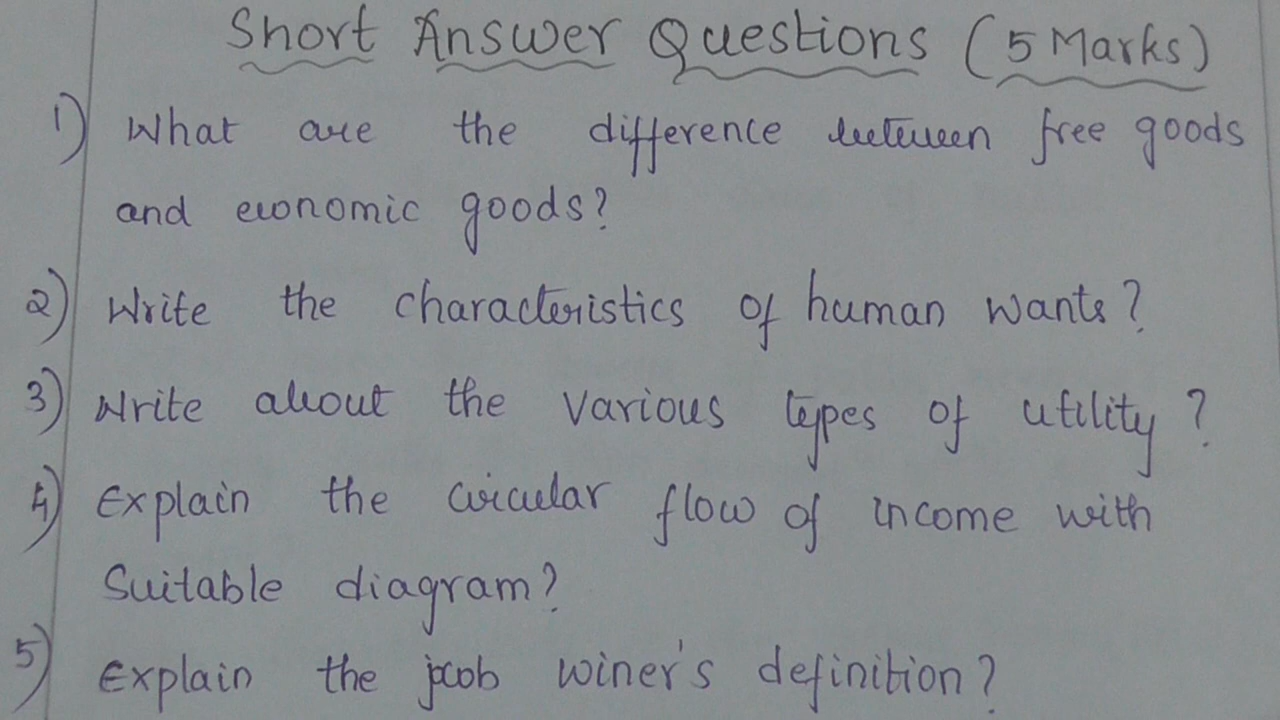 Short Answer Questions (5 Marks)
1) What are the difference between free goods
and economic goods?
2) Write the characteristics of human wants?
3) Write about the various types of utility?
4) Explain the circular flow of income with
Suitable diagram?
5) Explain the jcob winer's definition?